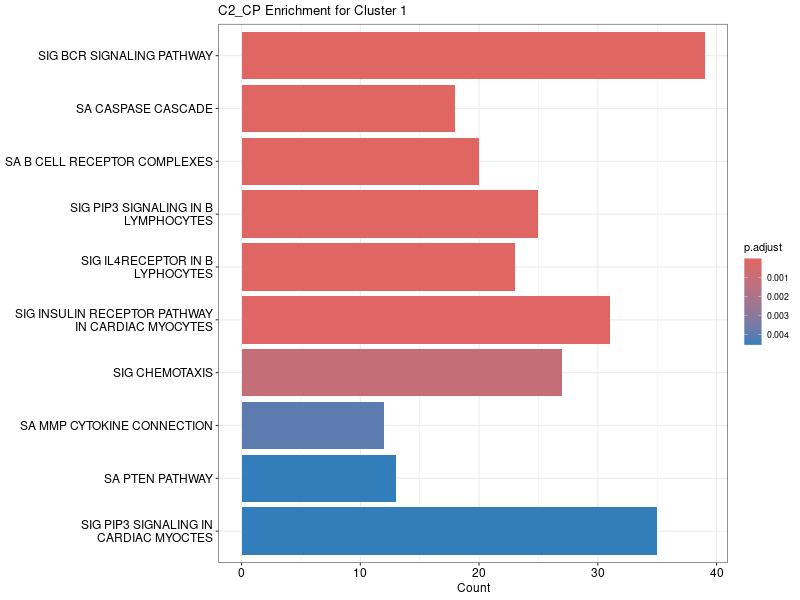 C2_CP Enrichment for Cluster 1
SIG BCR SIGNALING PATHWAY
SA CASPASE CASCADE
SA B CELL RECEPTOR COMPLEXES
SIG PIP3 SIGNALING IN B
LYMPHOCYTES
SIG IL4RECEPTOR IN B
LYPHOCYTES
SIG INSULIN RECEPTOR PATHWAY
IN CARDIAC MYOCYTES
SIG CHEMOTAXIS
SA MMP CYTOKINE CONNECTION
SA PTEN PATHWAY
SIG PIP3 SIGNALING IN
CARDIAC MYOCTES
0 10 20 30 40
Count
p.adjust
0.001
0.002
0.003
0.004